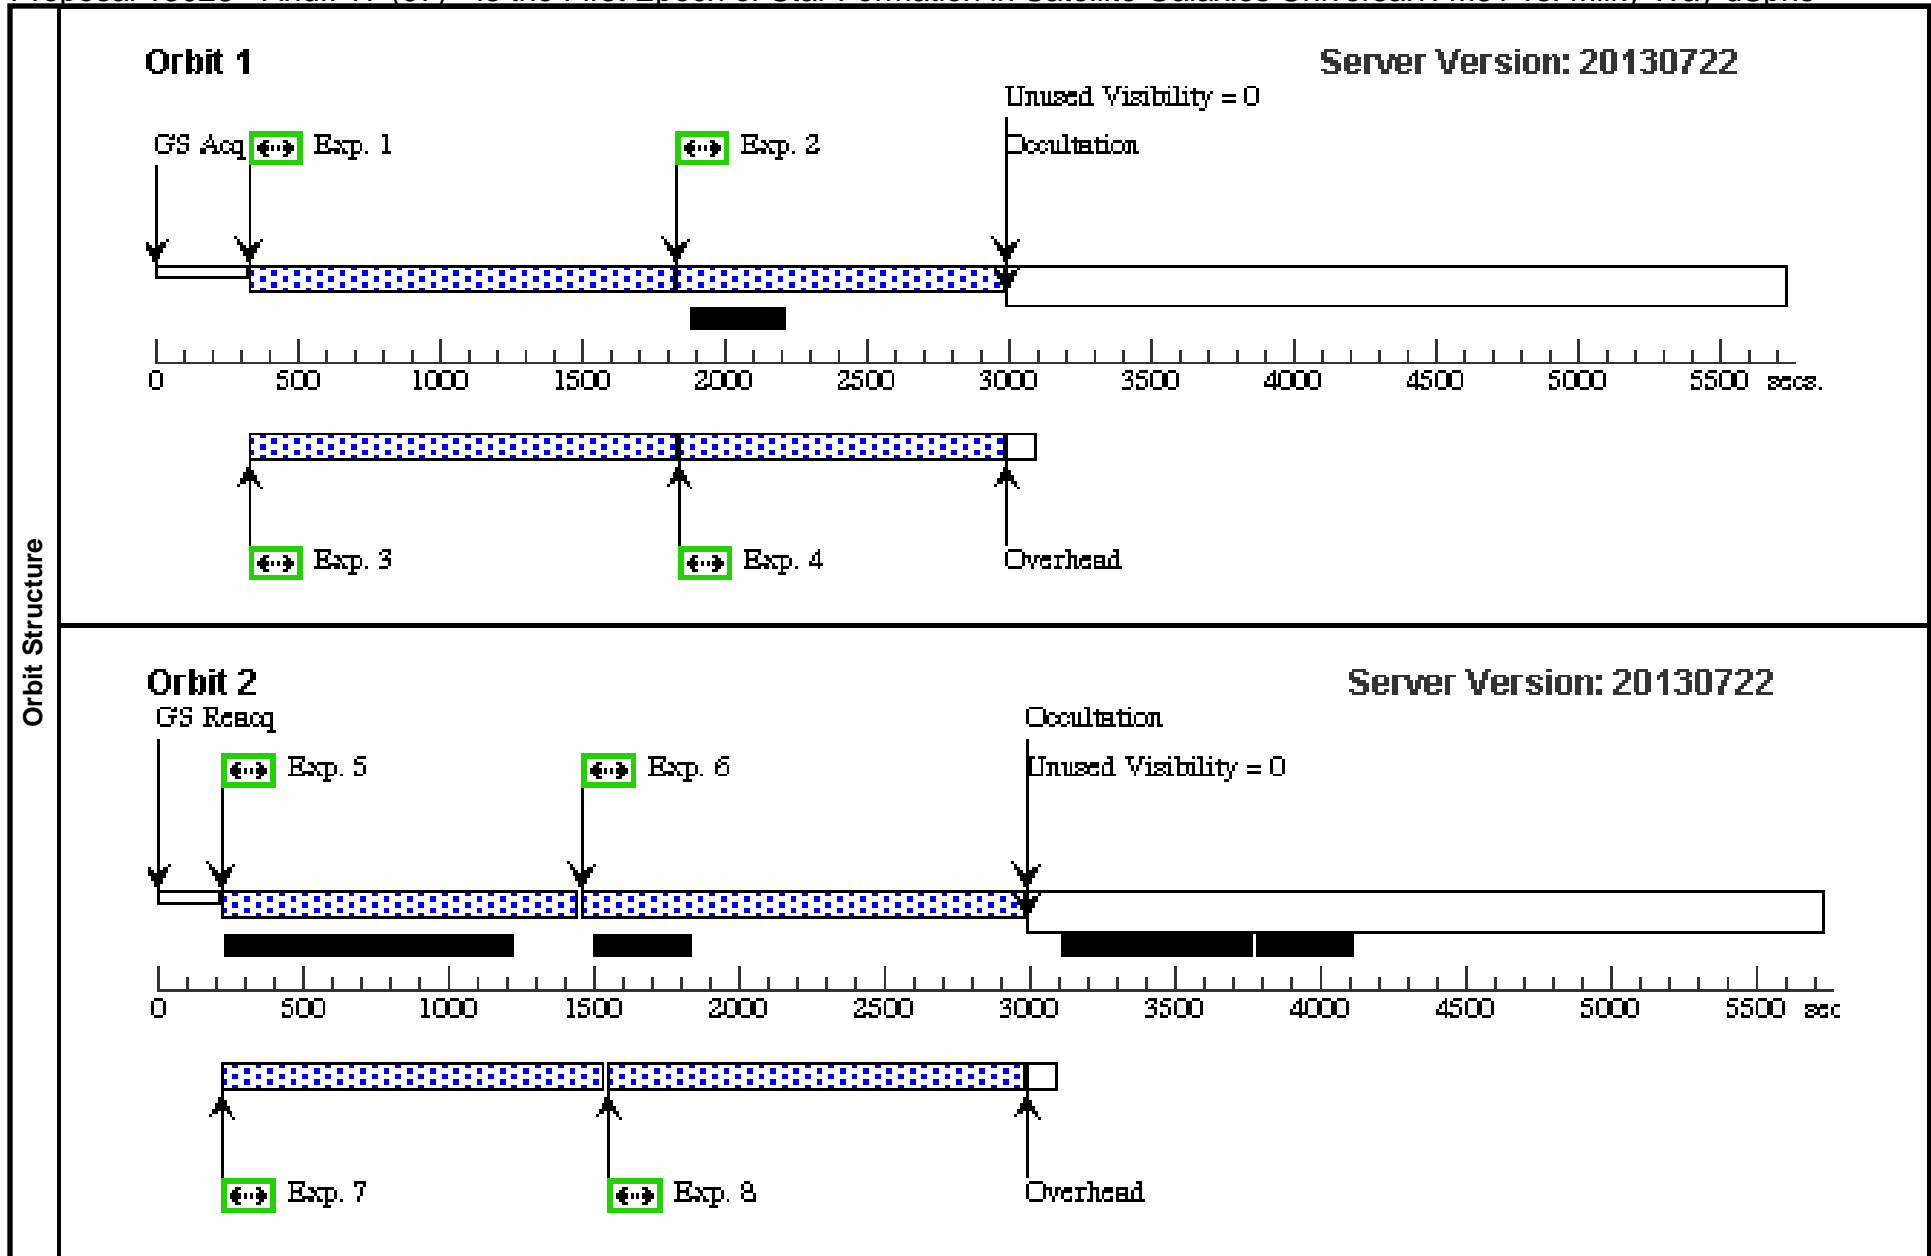 Orbit Structure
Orbit 1
Server Version: 20130722
Unused Visibility = 0
GS Acq Exp. 1 Exp. 2 Occultation
0 500 1000 1500 2000 2500 3000 3500 4000 4500 5000 5500 secs.
Exp. 3 Exp. 4 Overhead
Orbit 2
Server Version: 20130722
GS Reacq Occultation
Exp. 5 Exp. 6 Unused Visibility = 0
0 500 1000 1500 2000 2500 3000 3500 4000 4500 5000 5500 sec
Exp. 7 Exp. 8 Overhead